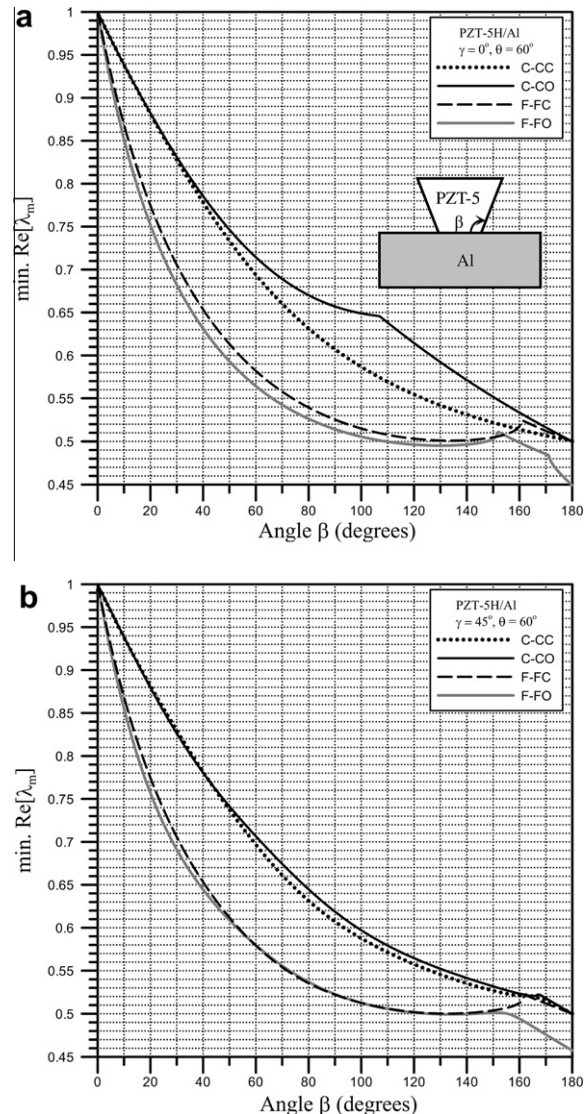 a
PZT-5H/Al
γ = 0°, θ = 60°
C-CC
C-CO
F-FC
F-FO
PZT-5
β
Al
min. Re[λm]
1
0.95
0.9
0.85
0.8
0.75
0.7
0.65
0.6
0.55
0.5
0.45
0 20 40 60 80 100 120 140 160 180
Angle β (degrees)
b
PZT-5H/Al
γ = 45°, θ = 60°
C-CC
C-CO
F-FC
F-FO
min. Re[λm]
1
0.95
0.9
0.85
0.8
0.75
0.7
0.65
0.6
0.55
0.5
0.45
0 20 40 60 80 100 120 140 160 180
Angle β (degrees)